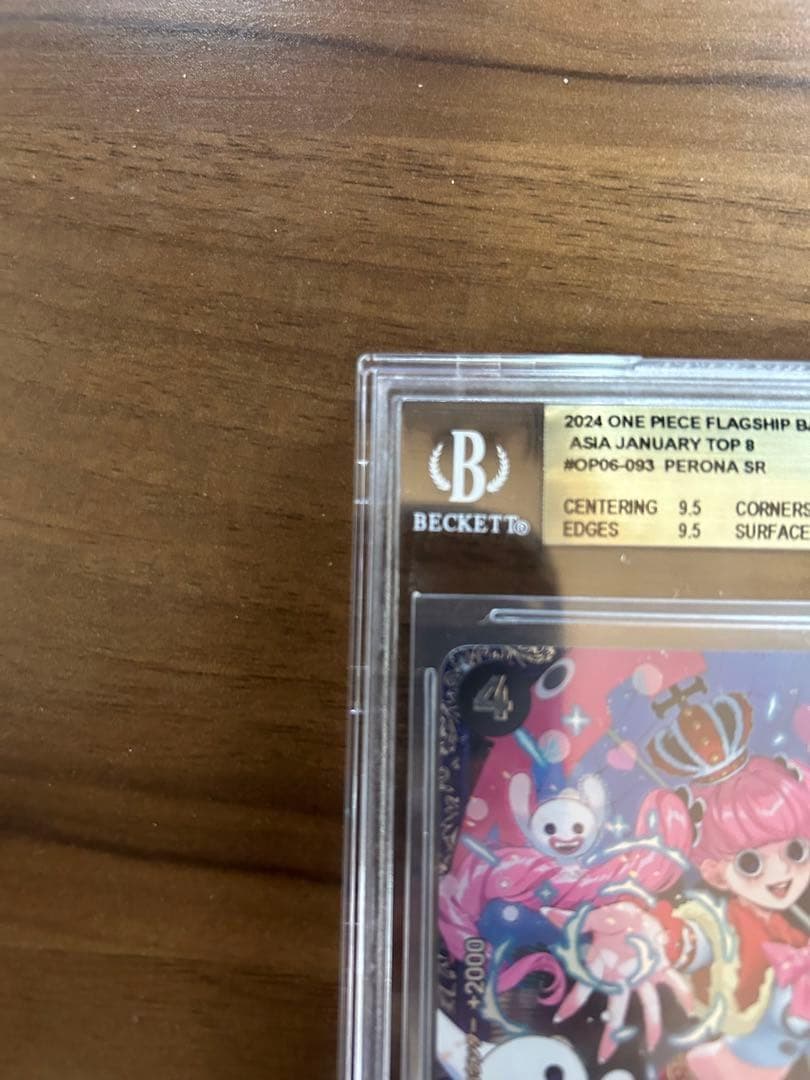 2024 ONE PIECE FLAGSHIP
ASIA JANUARY TOP 8
#OP06-093 PERONA SR
CENTERING 9.5 CORNERS
EDGES 9.5 SURFACE
B
BECKETT
4
+2000